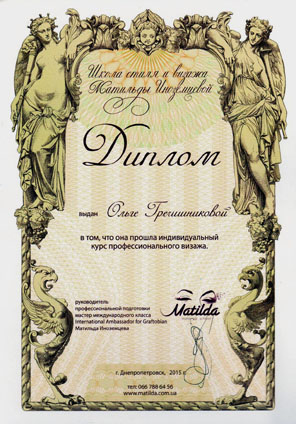 Школа стиля и визажа
Матильды Иноземцевой
Диплом
выдан Ольге Гречишниковой
в том, что она прошла индивидуальный
курс профессионального визажа.
руководитель
профессиональной подготовки
мастер международного класса
International Ambassador for Graftobian
Матильда Иноземцева
Matilda
г. Днепропетровск, 2015 г.
тел: 066 788 64 56
www.matilda.com.ua